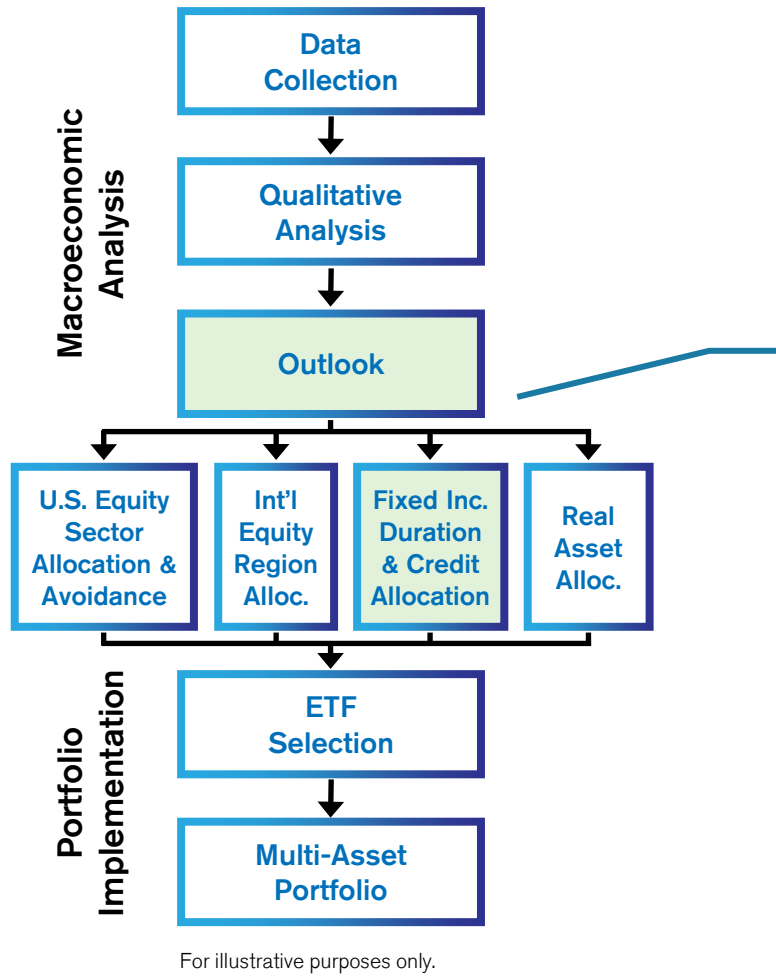 Macroeconomic
Analysis
Data
Collection
Qualitative
Analysis
Outlook
U.S. Equity
Sector
Allocation &
Avoidance
Int'l
Equity
Region
Alloc.
Fixed Inc.
Duration
& Credit
Allocation
Real
Asset
Alloc.
Portfolio
Implementation
ETF
Selection
Multi-Asset
Portfolio
For illustrative purposes only.